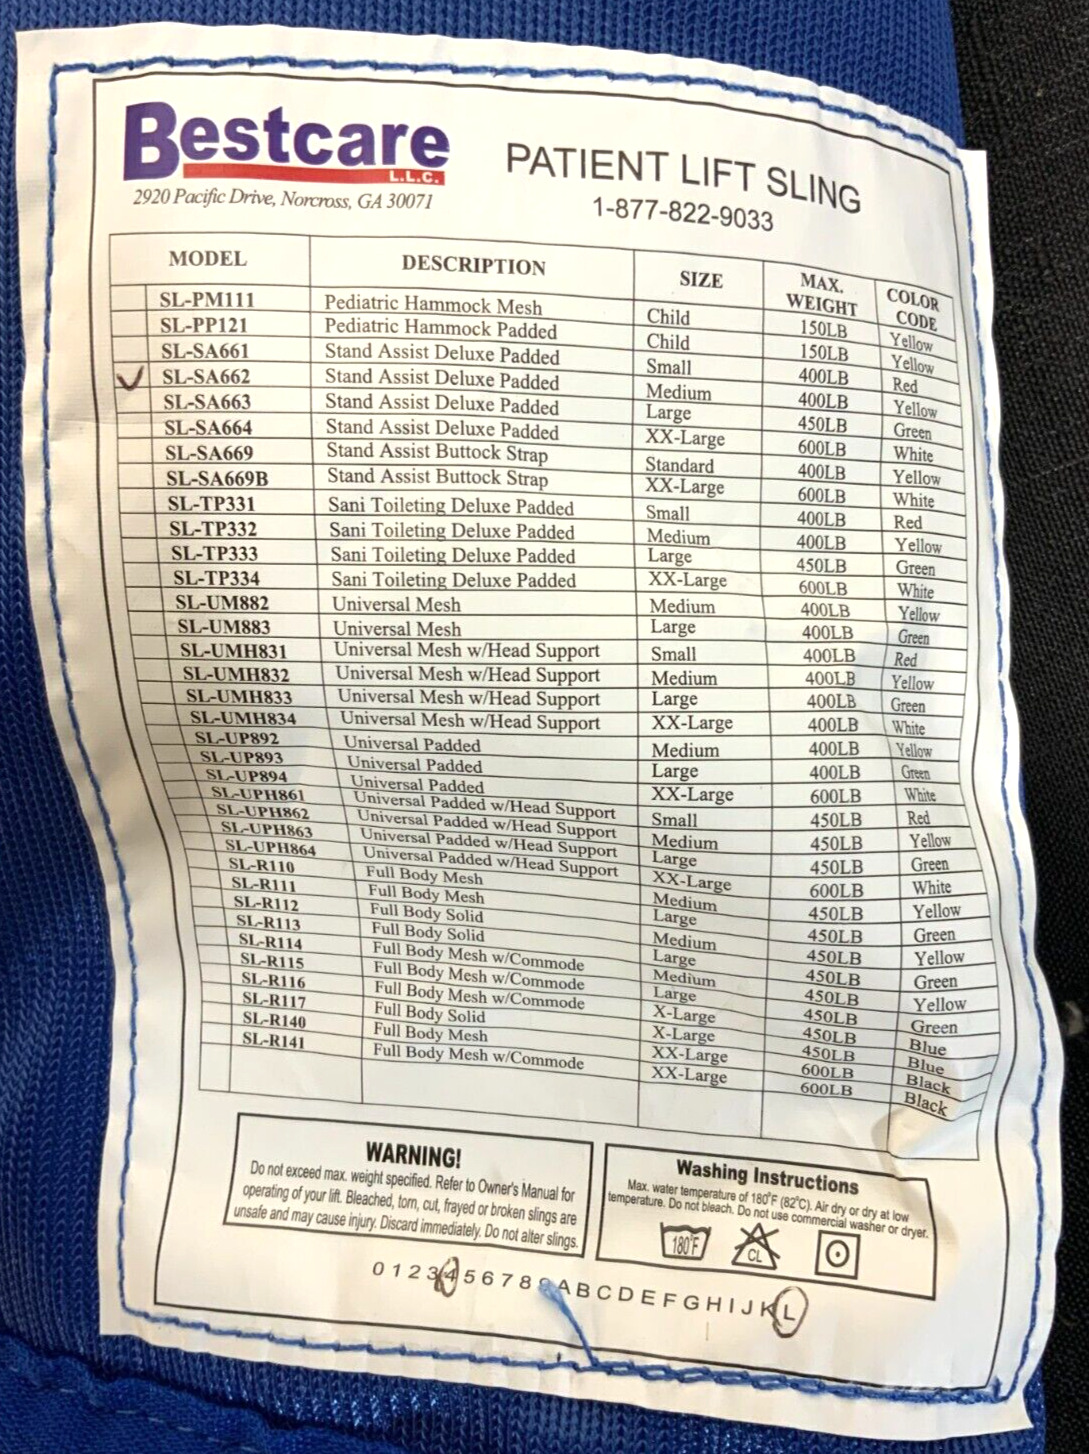 Bestcare
L.L.C.
2920 Pacific Drive, Norcross, GA 30071
PATIENT LIFT SLING
1-877-822-9033
MODEL DESCRIPTION SIZE MAX. WEIGHT COLOR CODE
SL-PM111 Pediatric Hammock Mesh Child 150LB Yellow
SL-PP121 Pediatric Hammock Padded Child 150LB Yellow
SL-SA661 Stand Assist Deluxe Padded Small 400LB Red
SL-SA662 Stand Assist Deluxe Padded Medium 400LB Yellow
SL-SA663 Stand Assist Deluxe Padded Large 450LB Green
SL-SA664 Stand Assist Deluxe Padded XX-Large 600LB White
SL-SA669 Stand Assist Buttock Strap Standard 400LB Yellow
SL-SA669B Stand Assist Buttock Strap XX-Large 600LB White
SL-TP331 Sani Toileting Deluxe Padded Small 400LB Red
SL-TP332 Sani Toileting Deluxe Padded Medium 400LB Yellow
SL-TP333 Sani Toileting Deluxe Padded Large 450LB Green
SL-TP334 Sani Toileting Deluxe Padded XX-Large 600LB White
SL-UM882 Universal Mesh Medium 400LB Yellow
SL-UM883 Universal Mesh Large 400LB Green
SL-UMH831 Universal Mesh w/Head Support Small 400LB Red
SL-UMH832 Universal Mesh w/Head Support Medium 400LB Yellow
SL-UMH833 Universal Mesh w/Head Support Large 400LB Green
SL-UMH834 Universal Mesh w/Head Support XX-Large 400LB White
SL-UP892 Universal Padded Medium 400LB Yellow
SL-UP893 Universal Padded Large 400LB Green
SL-UP894 Universal Padded XX-Large 600LB White
SL-UPH861 Universal Padded w/Head Support Small 450LB Red
SL-UPH862 Universal Padded w/Head Support Medium 450LB Yellow
SL-UPH863 Universal Padded w/Head Support Large 450LB Green
SL-UPH864 Universal Padded w/Head Support XX-Large 600LB White
SL-R110 Full Body Mesh Medium 450LB Yellow
SL-R111 Full Body Mesh Large 450LB Green
SL-R112 Full Body Solid Medium 450LB Yellow
SL-R113 Full Body Solid Large 450LB Green
SL-R114 Full Body Mesh w/Commode Medium 450LB Yellow
SL-R115 Full Body Mesh w/Commode Large 450LB Green
SL-R116 Full Body Mesh w/Commode X-Large 450LB Blue
SL-R117 Full Body Solid X-Large 450LB Blue
SL-R140 Full Body Mesh XX-Large 600LB Black
SL-R141 Full Body Mesh w/Commode XX-Large 600LB Black
WARNING!
Do not exceed max. weight specified. Refer to Owner's Manual for
operating of your lift. Bleached, torn, cut, frayed or broken slings are
unsafe and may cause injury. Discard immediately. Do not alter slings.
Washing Instructions
Max. water temperature of 180°F (82°C). Air dry or dry at low
temperature. Do not bleach. Do not use commercial washer or dryer.
180°F CL
0 1 2 3 4 5 6 7 8 9 A B C D E F G H I J K L